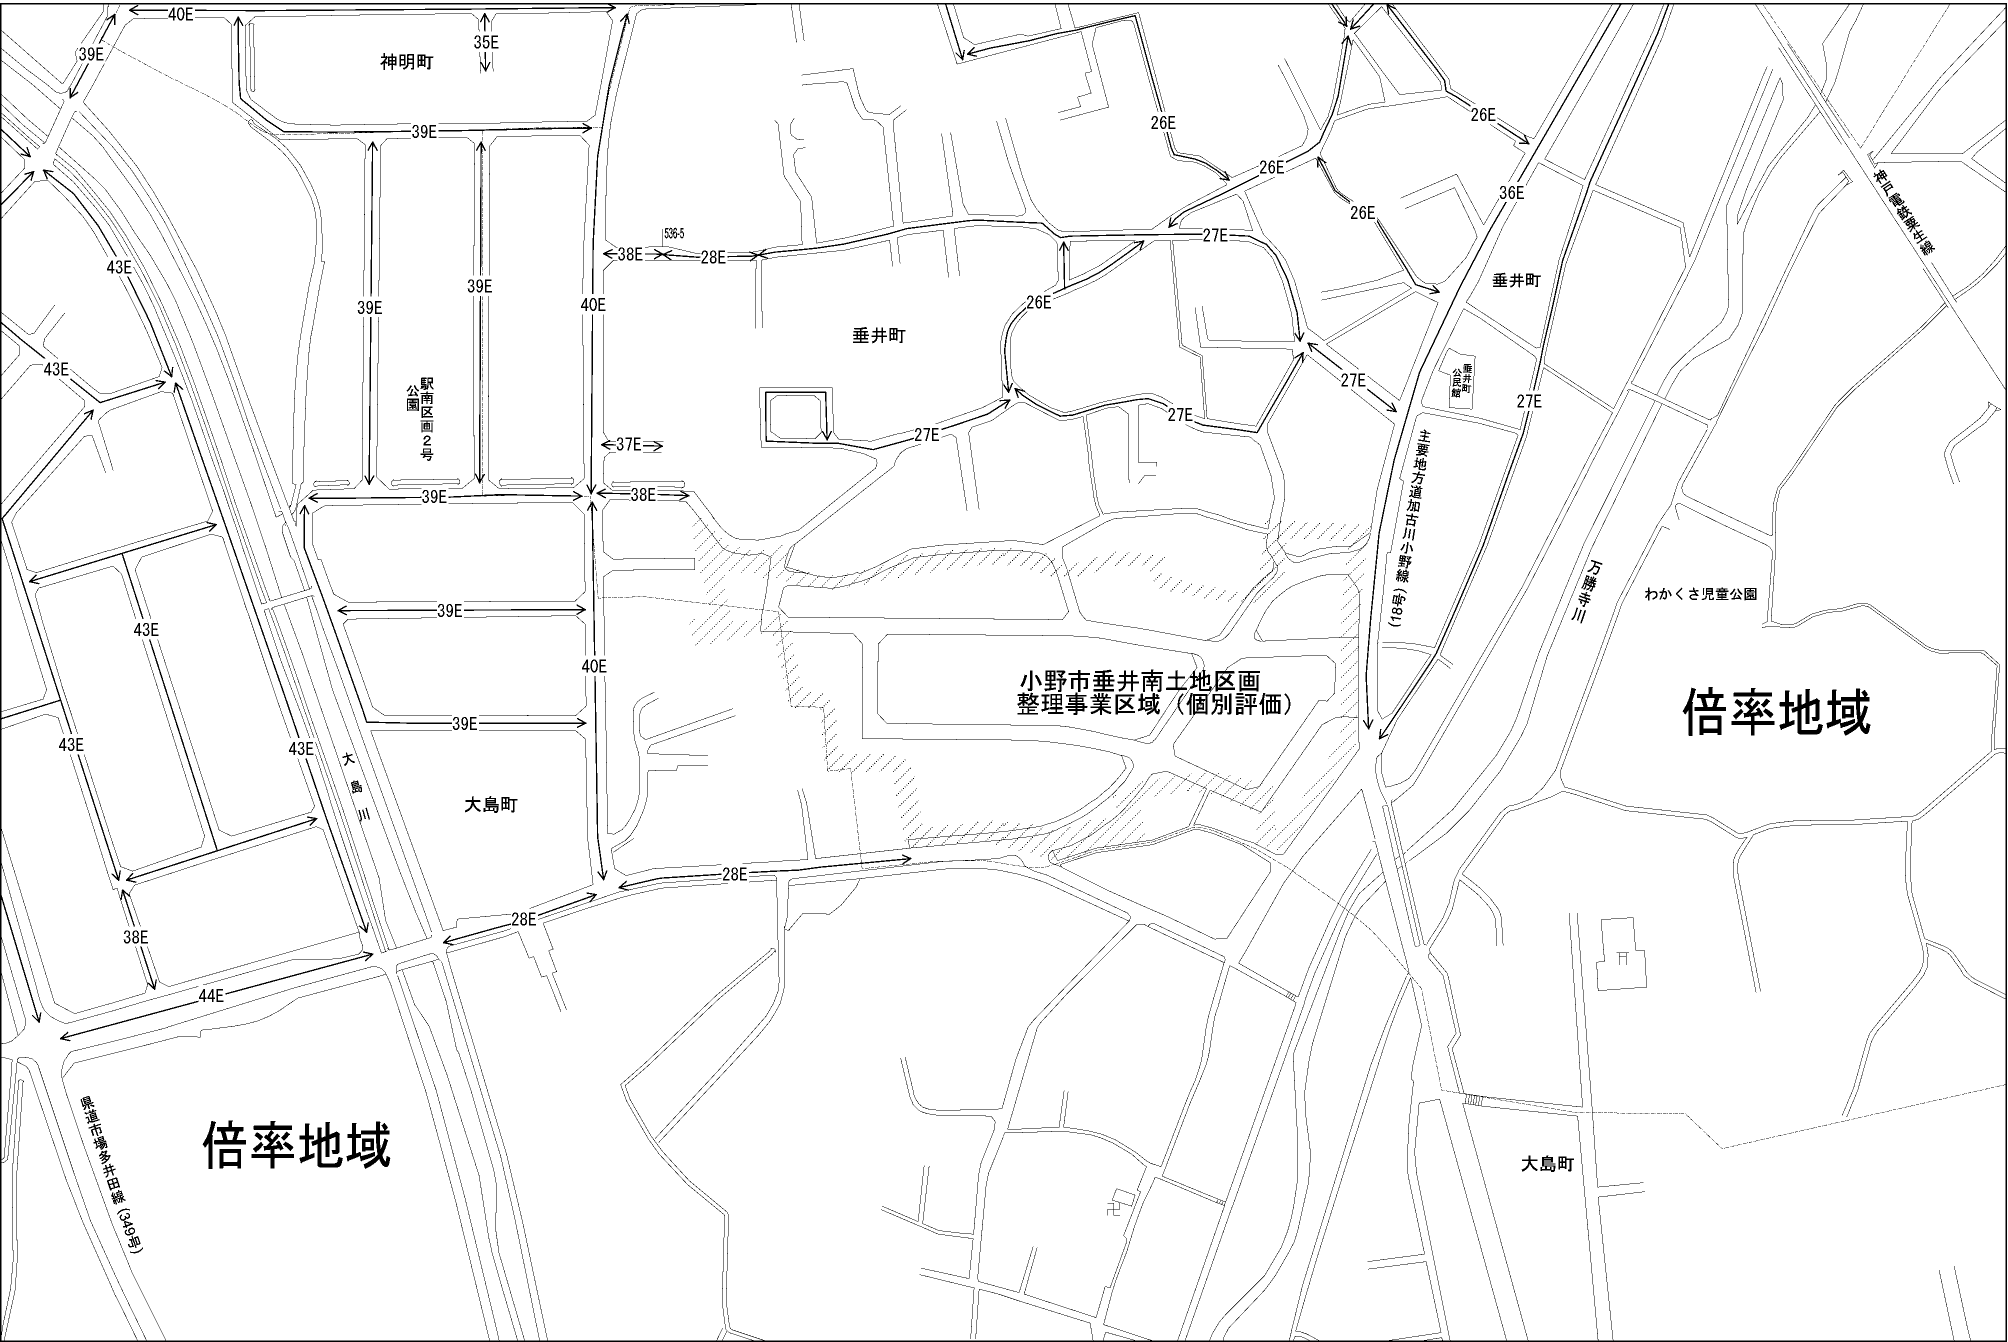 40E
39E
35E
神明町
39E
26E
26E
26E
36E
26E
神戸電鉄粟生線
43E
536-5
38E
28E
27E
39E
39E
40E
26E
垂井町
垂井町
43E
27E
27E
垂井町
公民館
27E
駅南区画2号
公園
27E
37E
27E
39E
38E
主要地方道加古川小野線(18号)
万勝寺川
わかくさ児童公園
43E
39E
40E
小野市垂井南土地区画
整理事業区域(個別評価)
倍率地域
43E
43E
39E
大島川
大島町
28E
28E
38E
44E
県道市場多井田線(349号)
倍率地域
大島町
卍